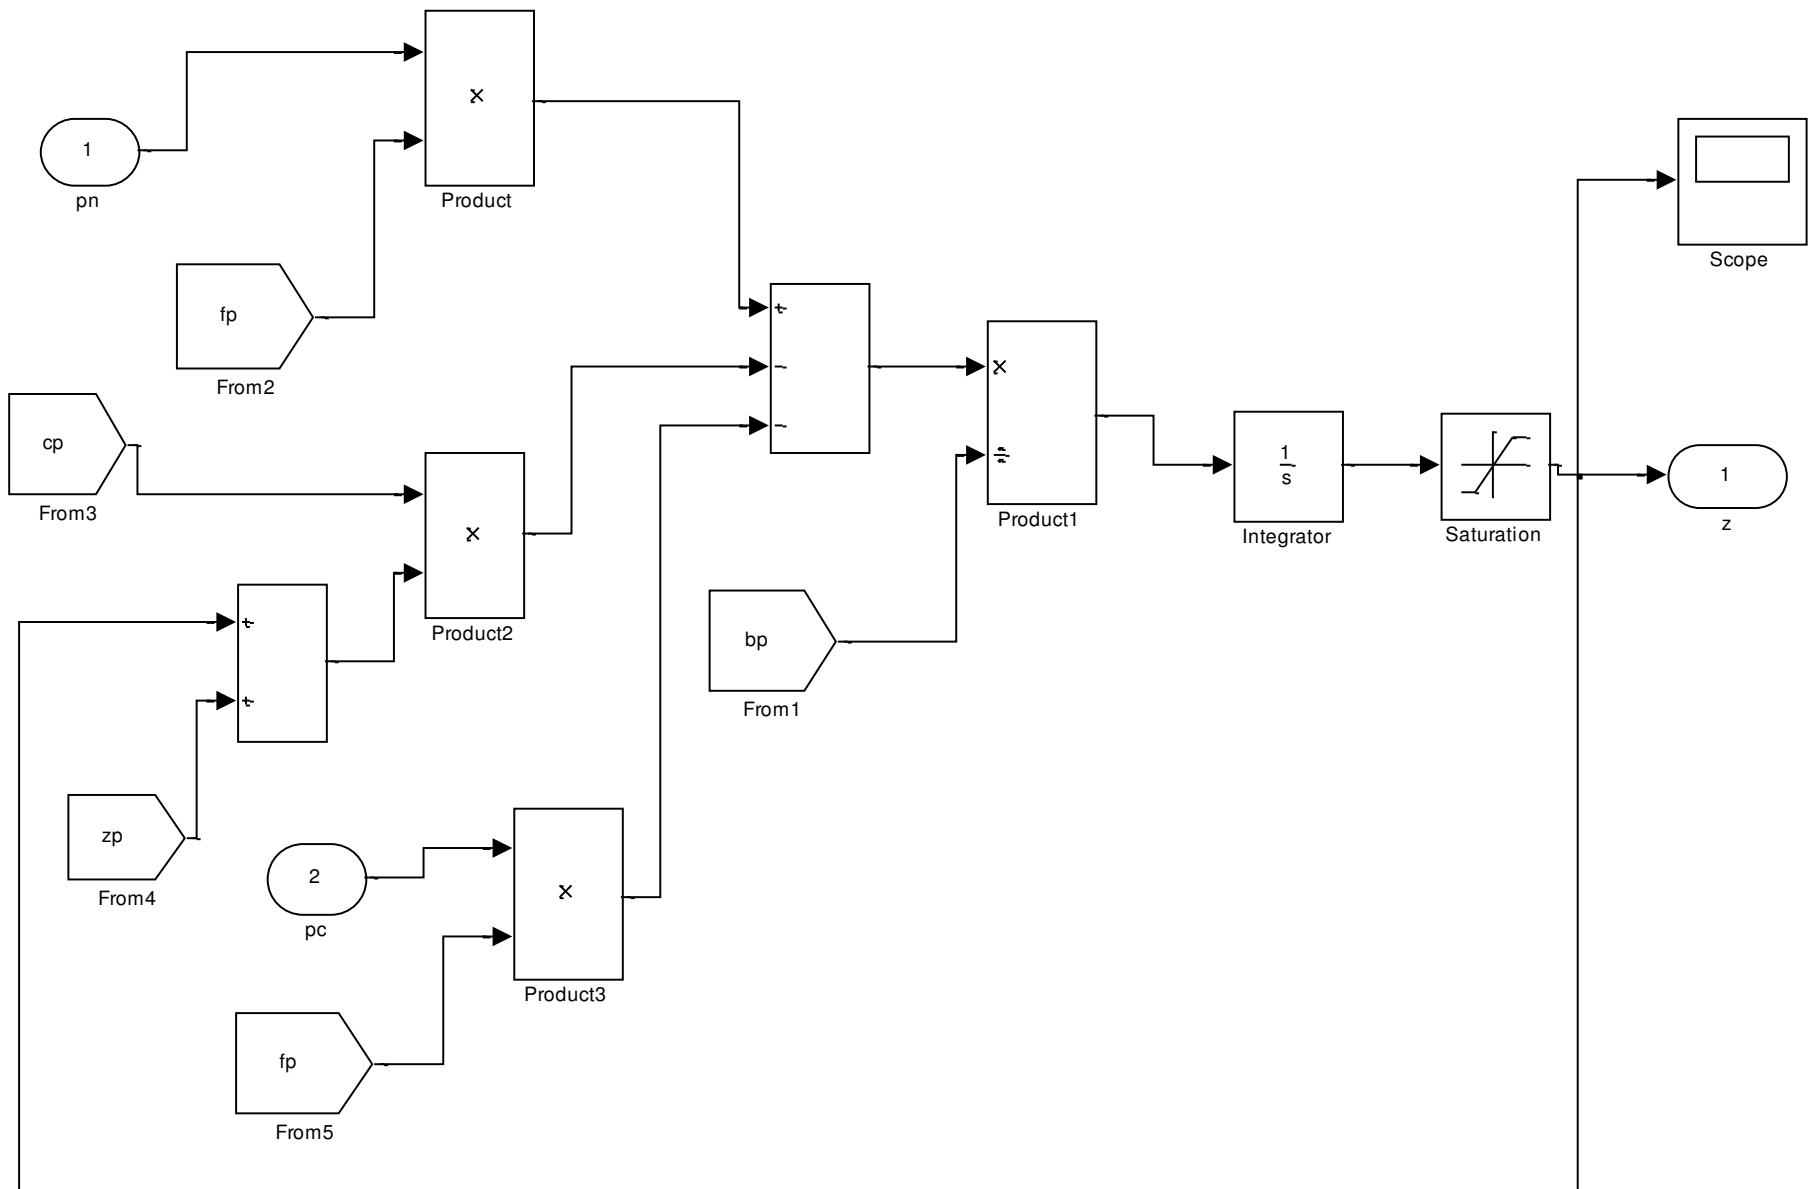 ×
1
pn
Product
fp
From2
Scope
+
−
−
×
÷
Product1
1
s
Integrator
Saturation
1
z
cp
From3
×
Product2
+
+
bp
From1
zp
From4
2
pc
×
Product3
fp
From5